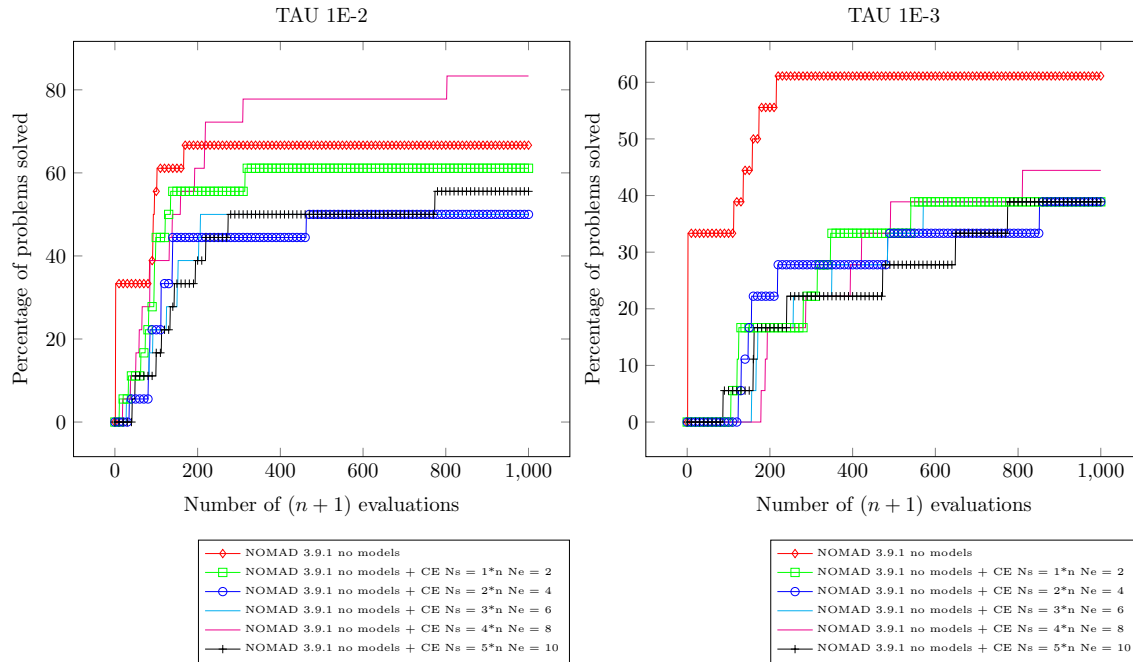 TAU 1E-2
80
60
40
20
0
Percentage of problems solved
0 200 400 600 800 1,000
Number of (n + 1) evaluations
NOMAD 3.9.1 no models
NOMAD 3.9.1 no models + CE Ns = 1*n Ne = 2
NOMAD 3.9.1 no models + CE Ns = 2*n Ne = 4
NOMAD 3.9.1 no models + CE Ns = 3*n Ne = 6
NOMAD 3.9.1 no models + CE Ns = 4*n Ne = 8
NOMAD 3.9.1 no models + CE Ns = 5*n Ne = 10
TAU 1E-3
60
50
40
30
20
10
0
Percentage of problems solved
0 200 400 600 800 1,000
Number of (n + 1) evaluations
NOMAD 3.9.1 no models
NOMAD 3.9.1 no models + CE Ns = 1*n Ne = 2
NOMAD 3.9.1 no models + CE Ns = 2*n Ne = 4
NOMAD 3.9.1 no models + CE Ns = 3*n Ne = 6
NOMAD 3.9.1 no models + CE Ns = 4*n Ne = 8
NOMAD 3.9.1 no models + CE Ns = 5*n Ne = 10